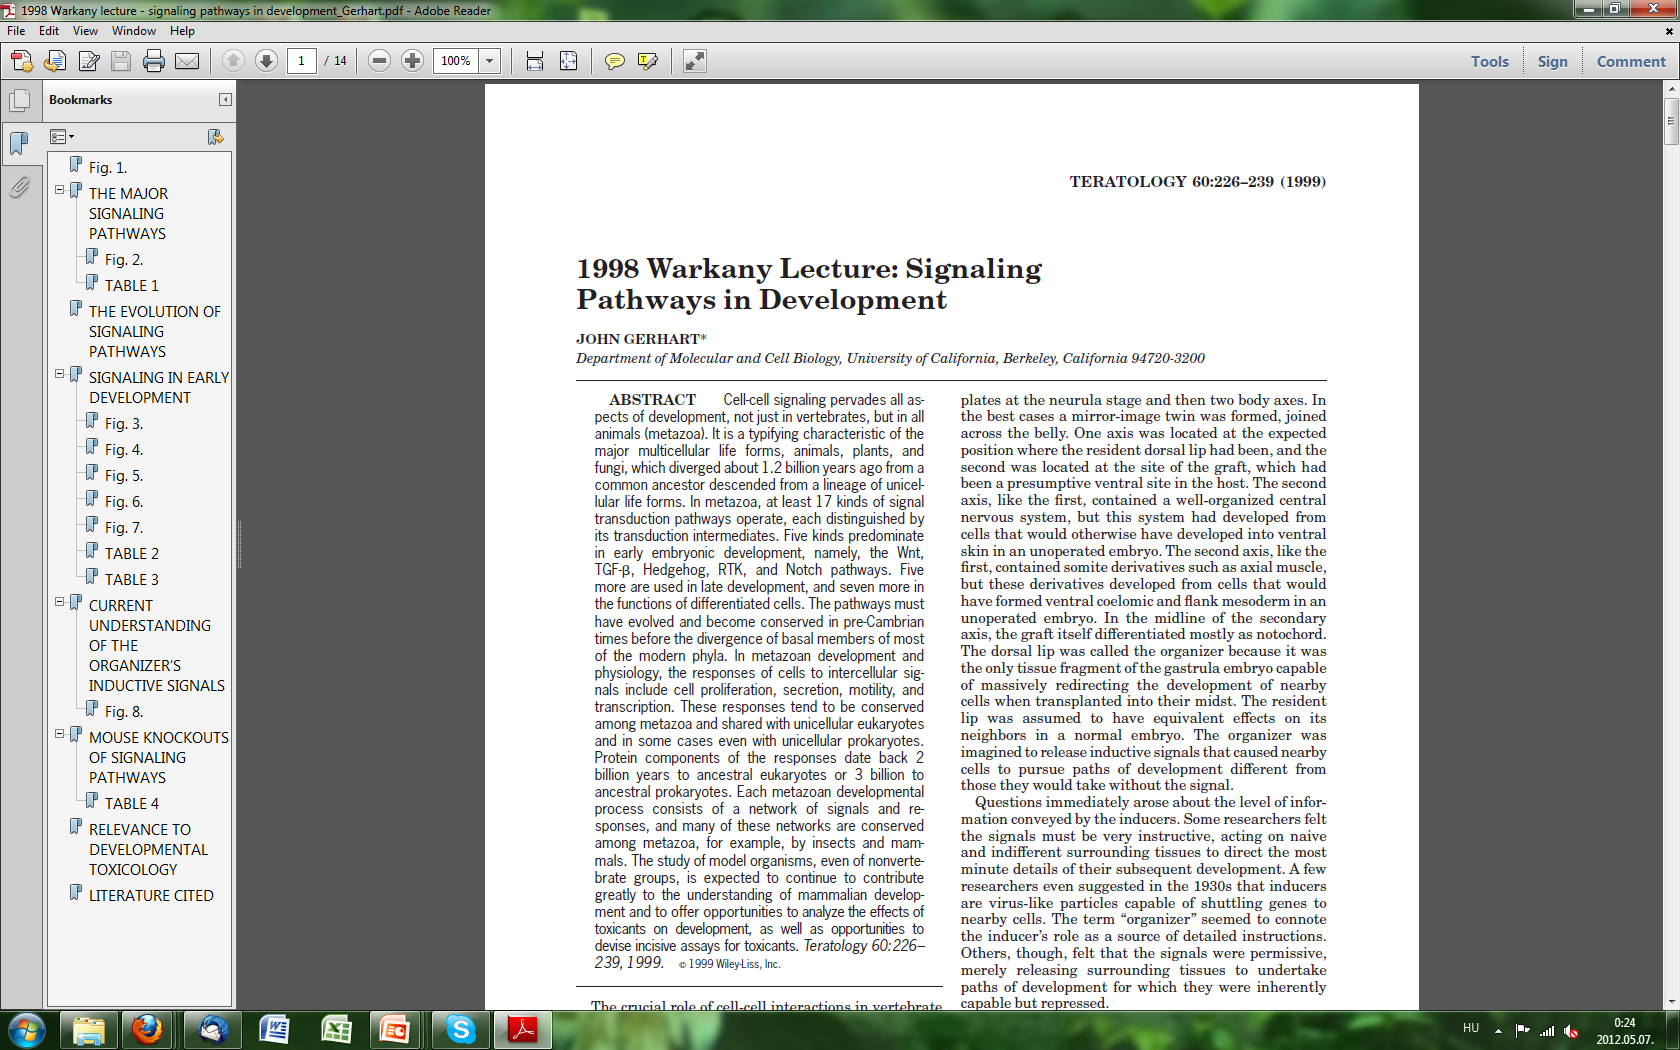 1998 Warkany lecture - signaling pathways in development_Gerhart.pdf - Adobe Reader
File Edit View Window Help
1 / 14 100% Tools Sign Comment
Bookmarks
Fig. 1.
THE MAJOR
SIGNALING
PATHWAYS
Fig. 2.
TABLE 1
THE EVOLUTION OF
SIGNALING
PATHWAYS
SIGNALING IN EARLY
DEVELOPMENT
Fig. 3.
Fig. 4.
Fig. 5.
Fig. 6.
Fig. 7.
TABLE 2
TABLE 3
CURRENT
UNDERSTANDING
OF THE
ORGANIZER'S
INDUCTIVE SIGNALS
Fig. 8.
MOUSE KNOCKOUTS
OF SIGNALING
PATHWAYS
TABLE 4
RELEVANCE TO
DEVELOPMENTAL
TOXICOLOGY
LITERATURE CITED
TERATOLOGY 60:226–239 (1999)
1998 Warkany Lecture: Signaling
Pathways in Development
JOHN GERHART*
Department of Molecular and Cell Biology, University of California, Berkeley, California 94720-3200
ABSTRACT Cell-cell signaling pervades all as-
pects of development, not just in vertebrates, but in all
animals (metazoa). It is a typifying characteristic of the
major multicellular life forms, animals, plants, and
fungi, which diverged about 1.2 billion years ago from a
common ancestor descended from a lineage of unicel-
lular life forms. In metazoa, at least 17 kinds of signal
transduction pathways operate, each distinguished by
its transduction intermediates. Five kinds predominate
in early embryonic development, namely, the Wnt,
TGF-β, Hedgehog, RTK, and Notch pathways. Five
more are used in late development, and seven more in
the functions of differentiated cells. The pathways must
have evolved and become conserved in pre-Cambrian
times before the divergence of basal members of most
of the modern phyla. In metazoan development and
physiology, the responses of cells to intercellular sig-
nals include cell proliferation, secretion, motility, and
transcription. These responses tend to be conserved
among metazoa and shared with unicellular eukaryotes
and in some cases even with unicellular prokaryotes.
Protein components of the responses date back 2
billion years to ancestral eukaryotes or 3 billion to
ancestral prokaryotes. Each metazoan developmental
process consists of a network of signals and re-
sponses, and many of these networks are conserved
among metazoa, for example, by insects and mam-
mals. The study of model organisms, even of nonverte-
brate groups, is expected to continue to contribute
greatly to the understanding of mammalian develop-
ment and to offer opportunities to analyze the effects of
toxicants on development, as well as opportunities to
devise incisive assays for toxicants. Teratology 60:226–
239, 1999. © 1999 Wiley-Liss, Inc.
The crucial role of cell-cell interactions in vertebrate
plates at the neurula stage and then two body axes. In
the best cases a mirror-image twin was formed, joined
across the belly. One axis was located at the expected
position where the resident dorsal lip had been, and the
second was located at the site of the graft, which had
been a presumptive ventral site in the host. The second
axis, like the first, contained a well-organized central
nervous system, but this system had developed from
cells that would otherwise have developed into ventral
skin in an unoperated embryo. The second axis, like the
first, contained somite derivatives such as axial muscle,
but these derivatives developed from cells that would
have formed ventral coelomic and flank mesoderm in an
unoperated embryo. In the midline of the secondary
axis, the graft itself differentiated mostly as notochord.
The dorsal lip was called the organizer because it was
the only tissue fragment of the gastrula embryo capable
of massively redirecting the development of nearby
cells when transplanted into their midst. The resident
lip was assumed to have equivalent effects on its
neighbors in a normal embryo. The organizer was
imagined to release inductive signals that caused nearby
cells to pursue paths of development different from
those they would take without the signal.
Questions immediately arose about the level of infor-
mation conveyed by the inducers. Some researchers felt
the signals must be very instructive, acting on naive
and indifferent surrounding tissues to direct the most
minute details of their subsequent development. A few
researchers even suggested in the 1930s that inducers
are virus-like particles capable of shuttling genes to
nearby cells. The term “organizer” seemed to connote
the inducer’s role as a source of detailed instructions.
Others, though, felt that the signals were permissive,
merely releasing surrounding tissues to undertake
paths of development for which they were inherently
capable but repressed.
HU
0:24
2012.05.07.